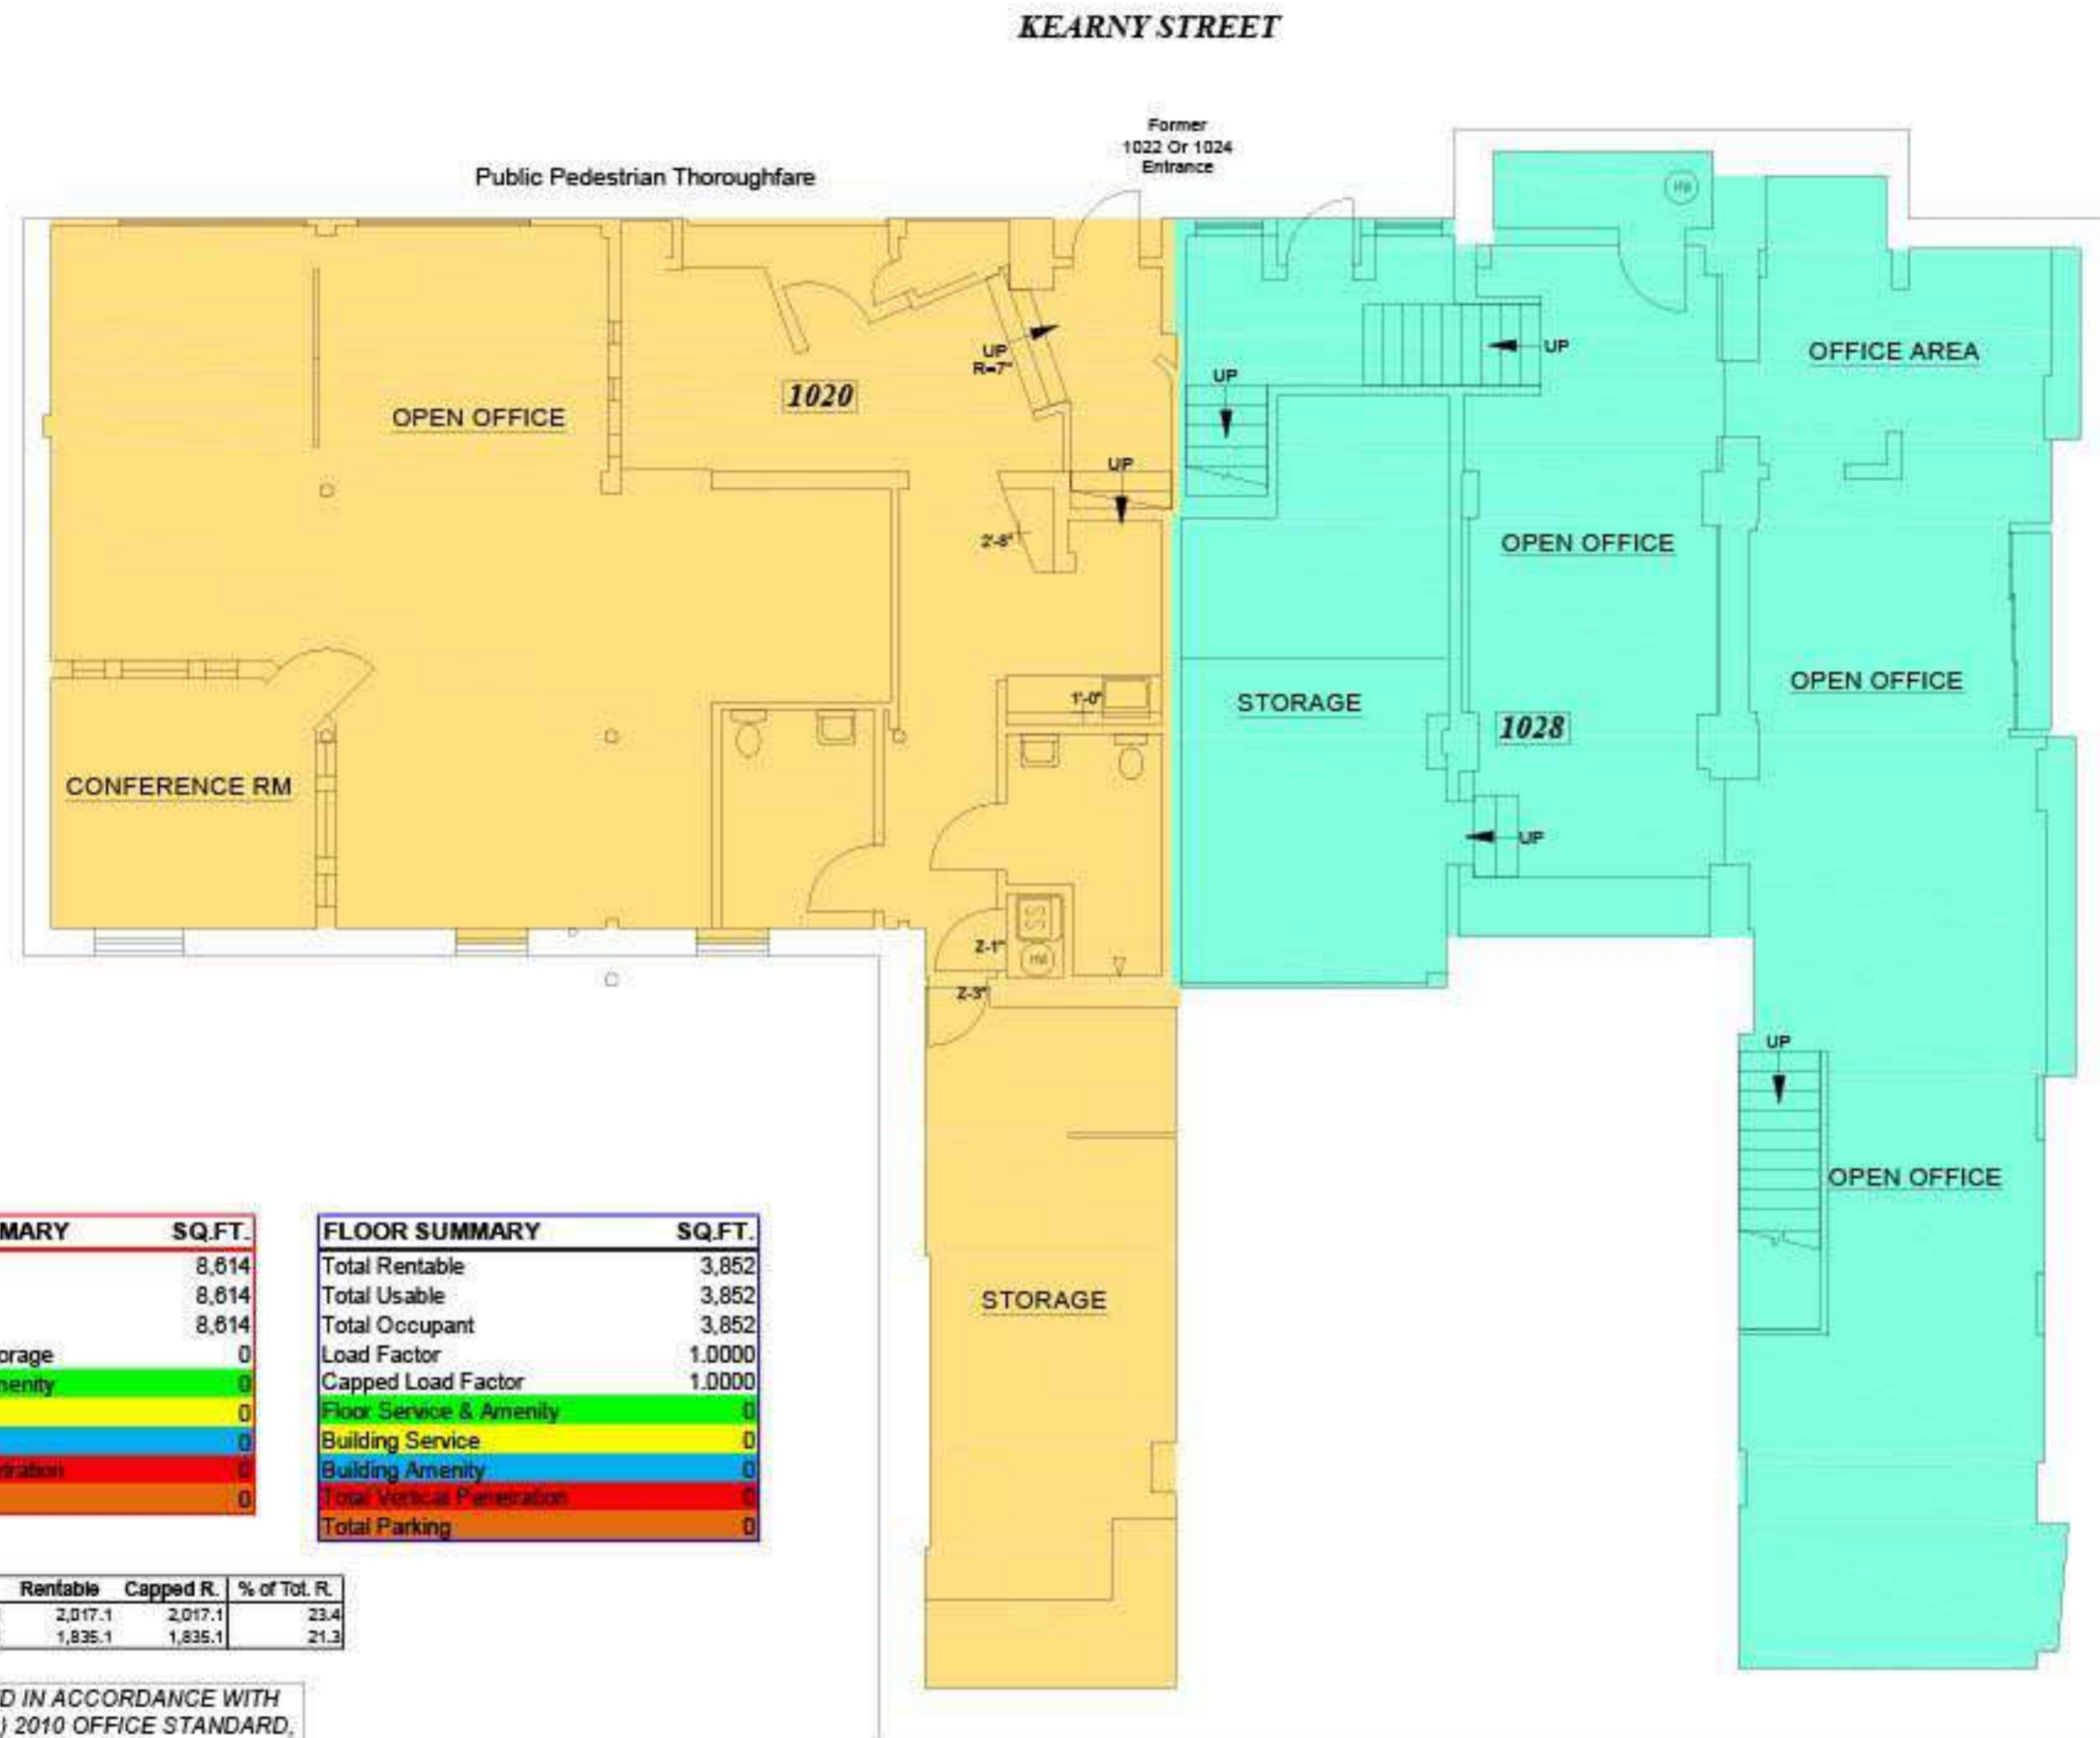 KEARNY STREET
Former
1022 Or 1024
Entrance
Public Pedestrian Thoroughfare
HW
UP
R=7"
UP
UP
UP
OFFICE AREA
1020
OPEN OFFICE
2'-8"
OPEN OFFICE
OPEN OFFICE
1'-0"
STORAGE
1028
CONFERENCE RM
UP
Z-1"
HW
Z-3"
UP
OPEN OFFICE
STORAGE
MARY SQ.FT.
8,614
8,614
8,614
orage 0
nenity 0
0
0
etration 0
0
FLOOR SUMMARY SQ.FT.
Total Rentable 3,852
Total Usable 3,852
Total Occupant 3,852
Load Factor 1.0000
Capped Load Factor 1.0000
Floor Service & Amenity 0
Building Service 0
Building Amenity 0
Total Vertical Penetration 0
Total Parking 0
Rentable Capped R. % of Tot. R.
2,017.1 2,017.1 23.4
1,835.1 1,835.1 21.3
D IN ACCORDANCE WITH
) 2010 OFFICE STANDARD,